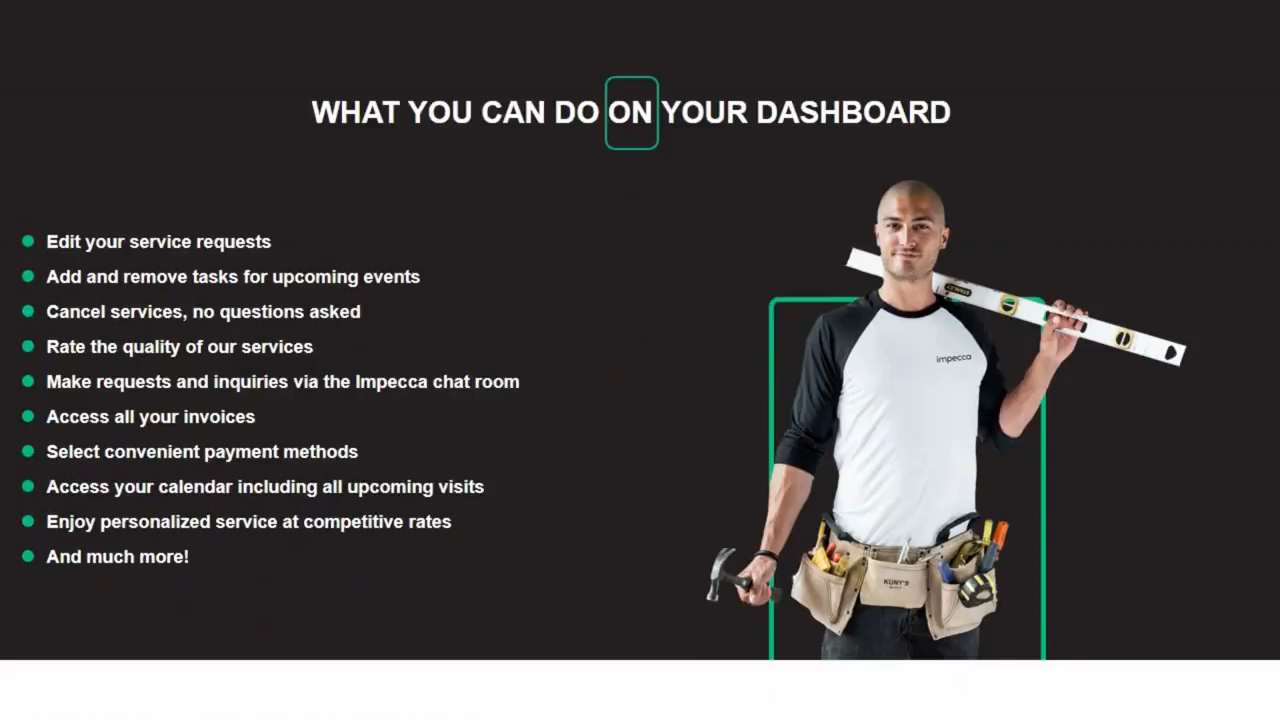 WHAT YOU CAN DO ON YOUR DASHBOARD
Edit your service requests
Add and remove tasks for upcoming events
Cancel services, no questions asked
Rate the quality of our services
Make requests and inquiries via the Impecca chat room
Access all your invoices
Select convenient payment methods
Access your calendar including all upcoming visits
Enjoy personalized service at competitive rates
And much more!
STANLEY
impecca
KUNY'S